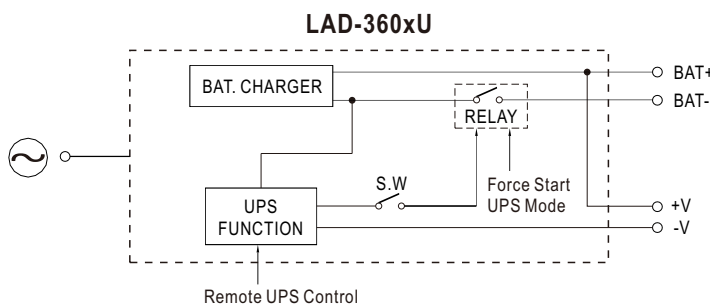 LAD-360xU
BAT. CHARGER
BAT+
BAT-
RELAY
S.W
Force Start
UPS Mode
UPS
FUNCTION
+V
-V
Remote UPS Control